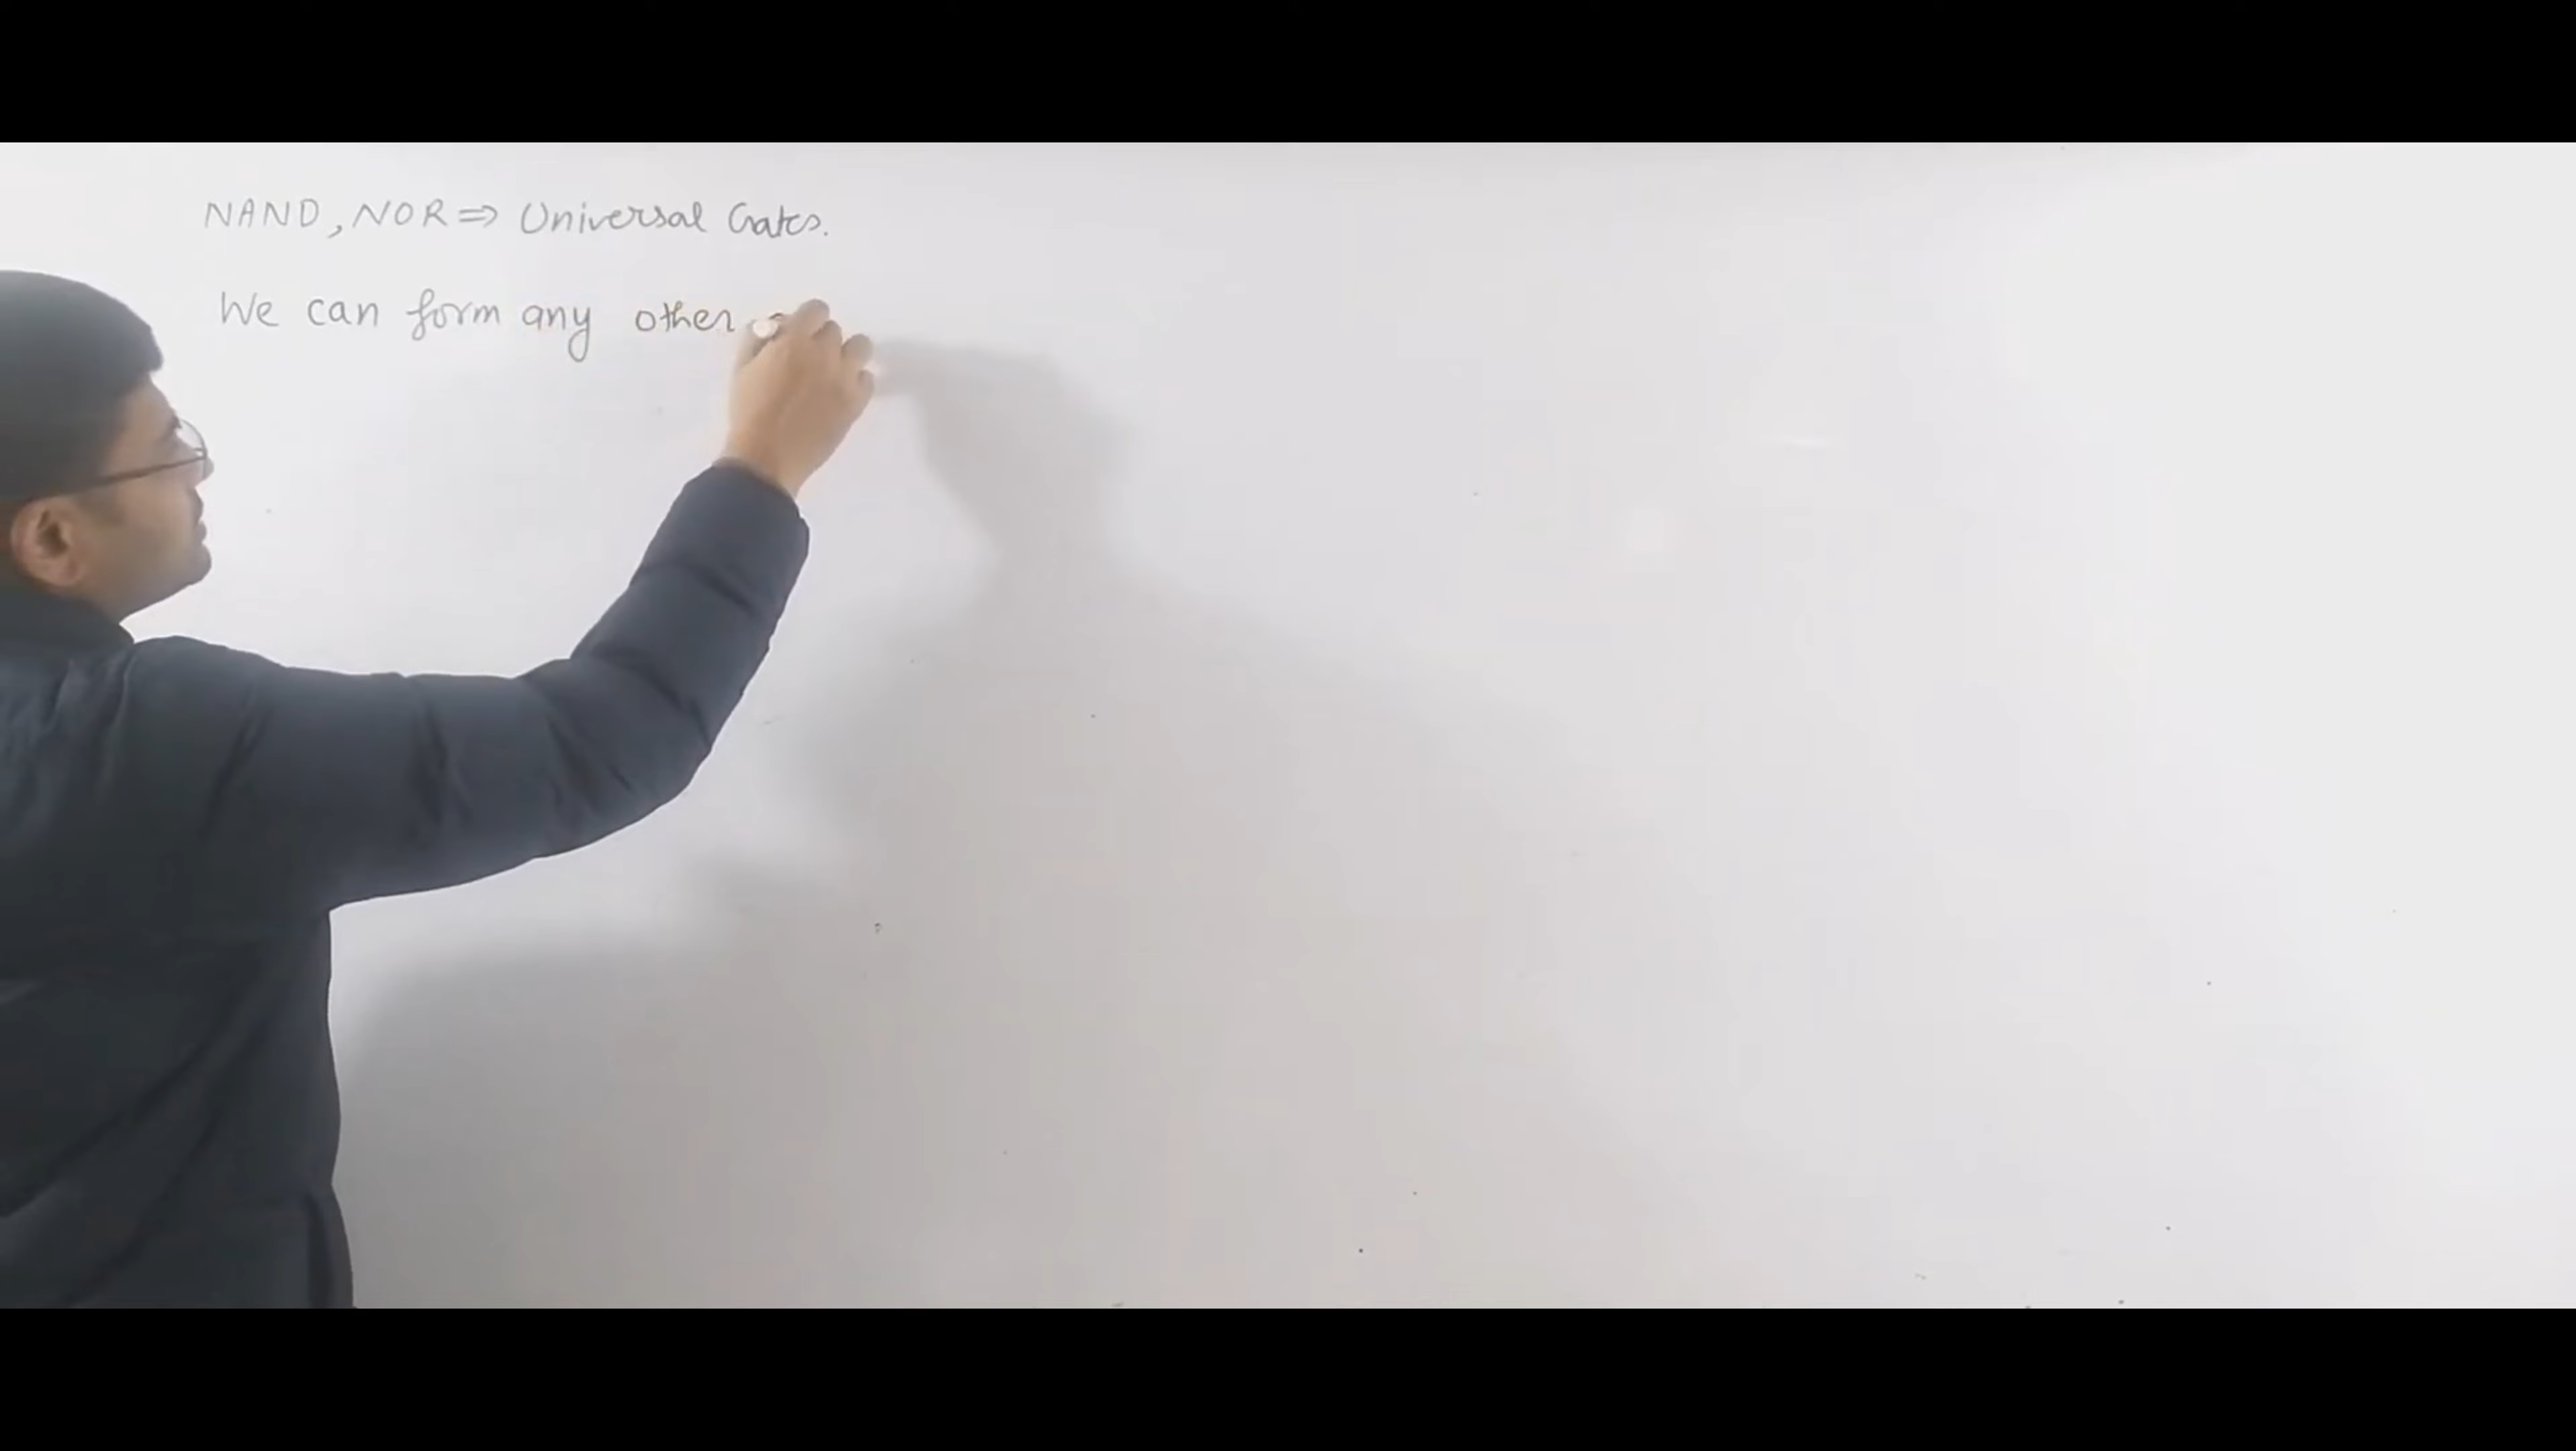 NAND, NOR ⇒ Universal Gates.
We can form any other